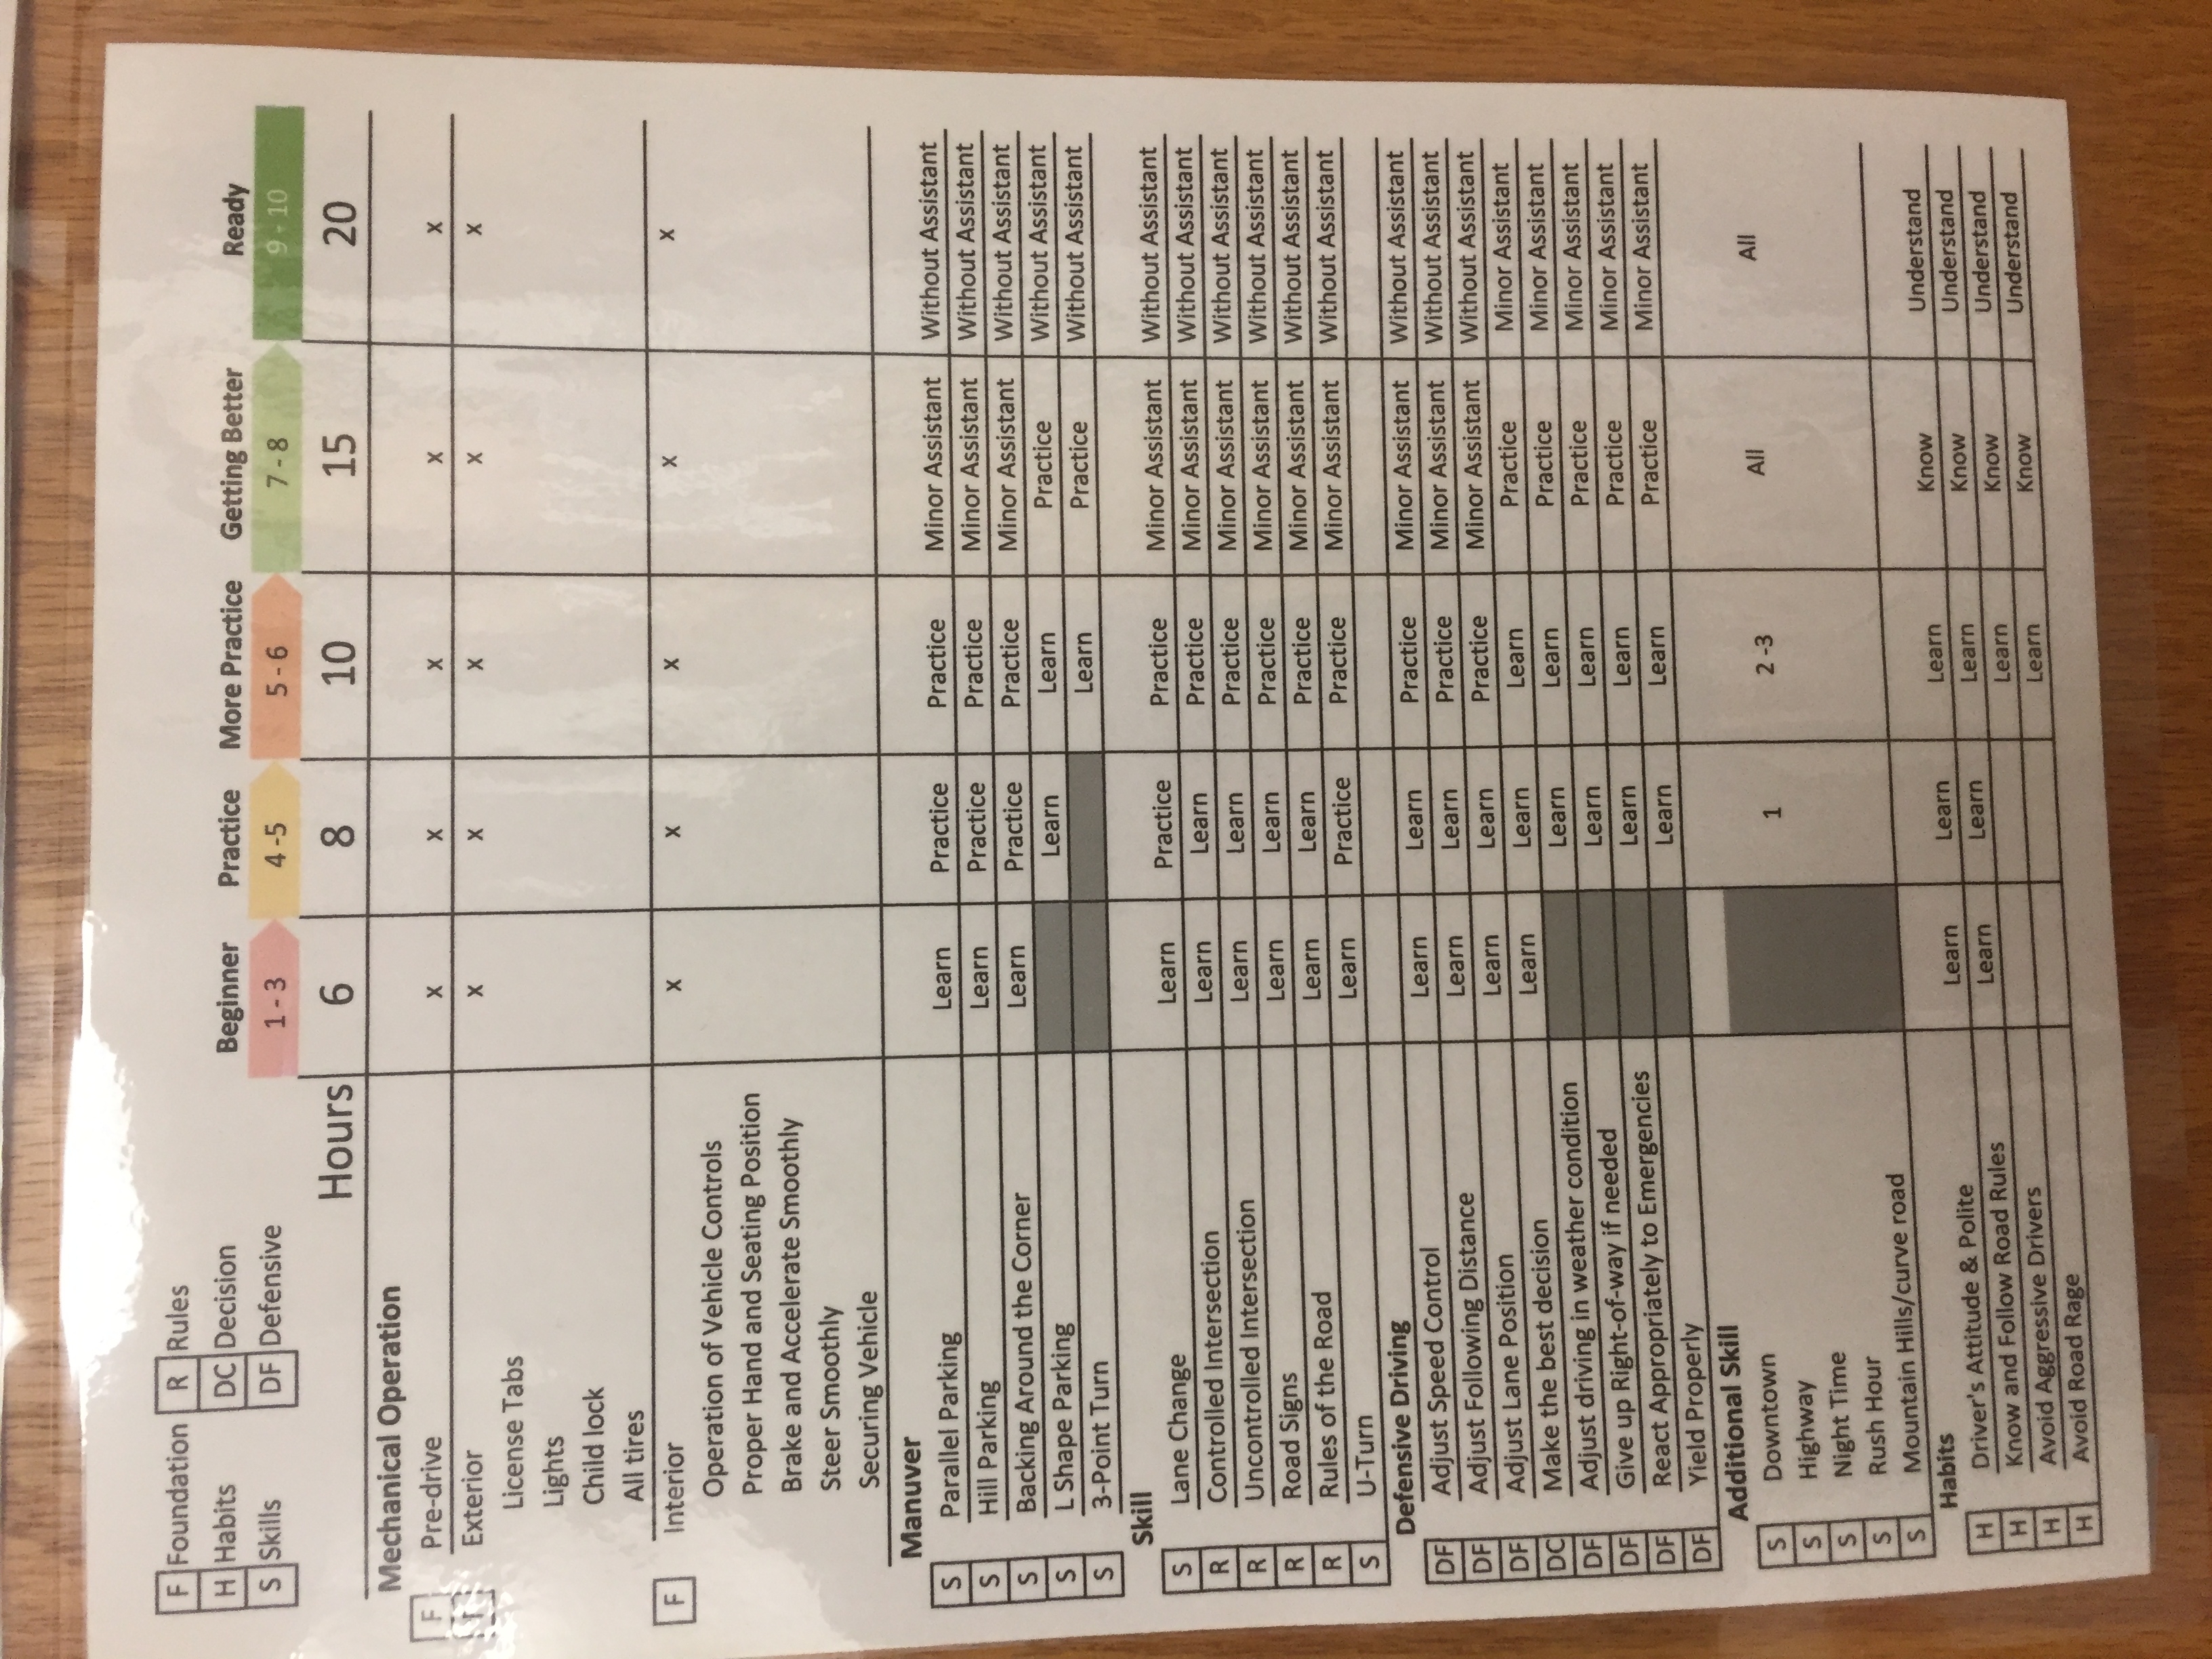 F Foundation R Rules
H Habits DC Decision
S Skills DF Defensive
Beginner Practice More Practice Getting Better Ready
1 - 3 4 -5 5 - 6 7 - 8 9 - 10
Hours 6 8 10 15 20
Mechanical Operation
F Pre-drive x x x x x
Exterior x x x x x
License Tabs
Lights
Child lock
All tires
F Interior x x x x x
Operation of Vehicle Controls
Proper Hand and Seating Position
Brake and Accelerate Smoothly
Steer Smoothly
Securing Vehicle
Manuver
S Parallel Parking Learn Practice Practice Minor Assistant Without Assistant
S Hill Parking Learn Practice Practice Minor Assistant Without Assistant
S Backing Around the Corner Learn Practice Practice Minor Assistant Without Assistant
S L Shape Parking Learn Learn Practice Without Assistant
S 3-Point Turn Learn Practice Without Assistant
Skill
S Lane Change Learn Practice Practice Minor Assistant Without Assistant
R Controlled Intersection Learn Learn Practice Minor Assistant Without Assistant
R Uncontrolled Intersection Learn Learn Practice Minor Assistant Without Assistant
R Road Signs Learn Learn Practice Minor Assistant Without Assistant
R Rules of the Road Learn Learn Practice Minor Assistant Without Assistant
S U-Turn Learn Practice Practice Minor Assistant Without Assistant
Defensive Driving
DF Adjust Speed Control Learn Learn Practice Minor Assistant Without Assistant
DF Adjust Following Distance Learn Learn Practice Minor Assistant Without Assistant
DF Adjust Lane Position Learn Learn Practice Minor Assistant Without Assistant
DC Make the best decision Learn Learn Learn Practice Minor Assistant
DF Adjust driving in weather condition Learn Learn Practice Minor Assistant
DF Give up Right-of-way if needed Learn Learn Practice Minor Assistant
DF React Appropriately to Emergencies Learn Learn Practice Minor Assistant
DF Yield Properly Learn Learn Practice Minor Assistant
Additional Skill
S Downtown 1 2 -3 All All
S Highway
S Night Time
S Rush Hour
S Mountain Hills/curve road
Habits
H Driver's Attitude & Polite Learn Learn Learn Know Understand
H Know and Follow Road Rules Learn Learn Learn Know Understand
H Avoid Aggressive Drivers Learn Know Understand
H Avoid Road Rage Learn Know Understand